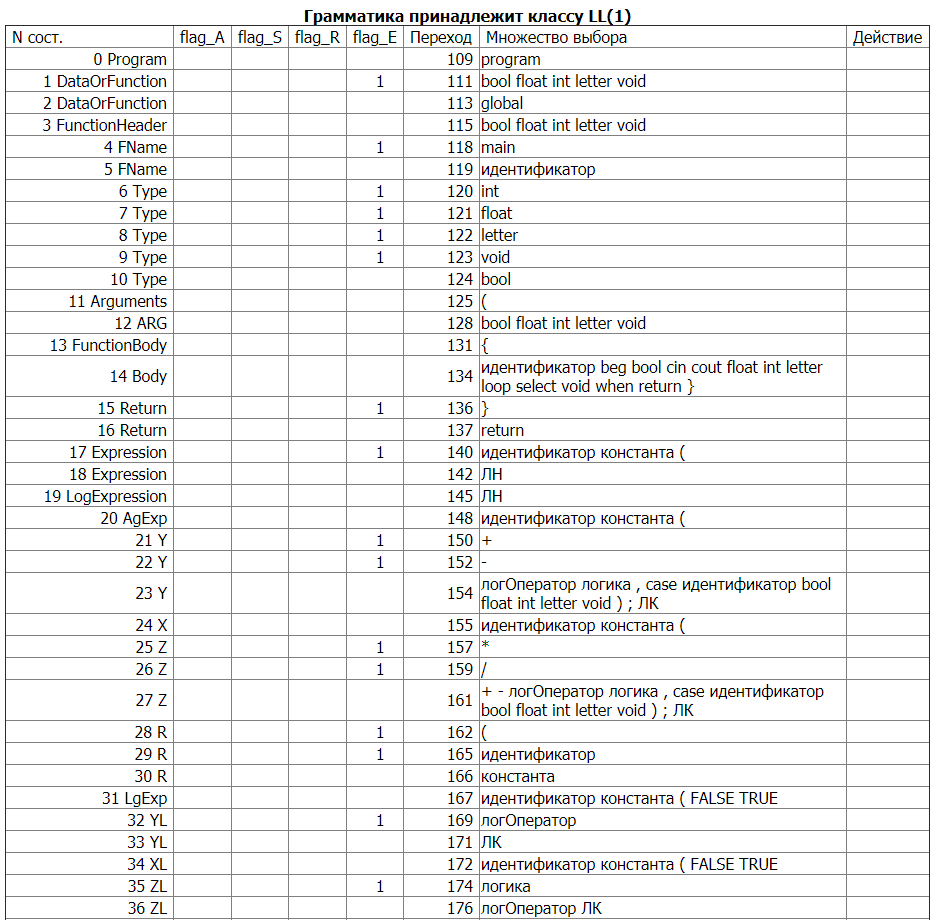 Грамматика принадлежит классу LL(1)
N сост. flag_A flag_S flag_R flag_E Переход Множество выбора Действие
0 Program 109 program
1 DataOrFunction 1 111 bool float int letter void
2 DataOrFunction 113 global
3 FunctionHeader 115 bool float int letter void
4 FName 1 118 main
5 FName 119 идентификатор
6 Type 1 120 int
7 Type 1 121 float
8 Type 1 122 letter
9 Type 1 123 void
10 Type 124 bool
11 Arguments 125 (
12 ARG 128 bool float int letter void
13 FunctionBody 131 {
14 Body 134 идентификатор beg bool cin cout float int letter
loop select void when return }
15 Return 1 136 }
16 Return 137 return
17 Expression 1 140 идентификатор константа (
18 Expression 142 ЛН
19 LogExpression 145 ЛН
20 AgExp 148 идентификатор константа (
21 Y 1 150 +
22 Y 1 152 -
23 Y 154 логОператор логика , case идентификатор bool
float int letter void ) ; ЛК
24 X 155 идентификатор константа (
25 Z 1 157 *
26 Z 1 159 /
27 Z 161 + - логОператор логика , case идентификатор
bool float int letter void ) ; ЛК
28 R 1 162 (
29 R 1 165 идентификатор
30 R 166 константа
31 LgExp 167 идентификатор константа ( FALSE TRUE
32 YL 1 169 логОператор
33 YL 171 ЛК
34 XL 172 идентификатор константа ( FALSE TRUE
35 ZL 1 174 логика
36 ZL 176 логОператор ЛК